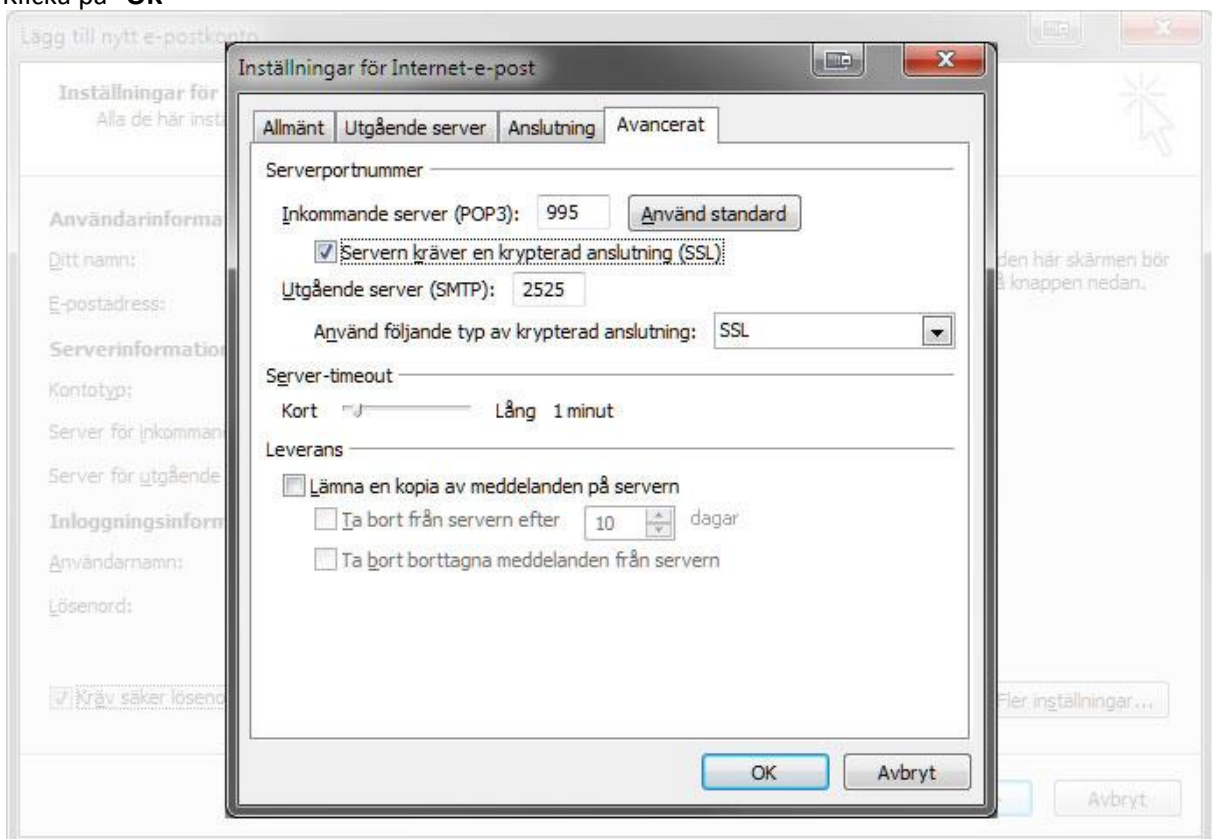 Klicka på "OK"
Lägg till nytt e-postkonto
Inställningar för Internet-e-post
Inställningar för
Alla de här
Allmänt Utgående server Anslutning Avancerat
Serverportnummer
Inkommande server (POP3): 995 Använd standard
Servern kräver en krypterad anslutning (SSL)
Utgående server (SMTP): 2525
Använd följande typ av krypterad anslutning: SSL
Server-timeout
Kort Lång 1 minut
Leverans
Lämna en kopia av meddelanden på servern
Ta bort från servern efter 10 dagar
Ta bort borttagna meddelanden från servern
OK Avbryt
Ditt namn:
E-postadress:
Serverinformation
Kontotyp:
Server för
Server för utgående
Användarnamn:
Lösenord:
Kräv säker
den här skärmen bör
å knappen nedan.
Fler inställningar...
Avbryt